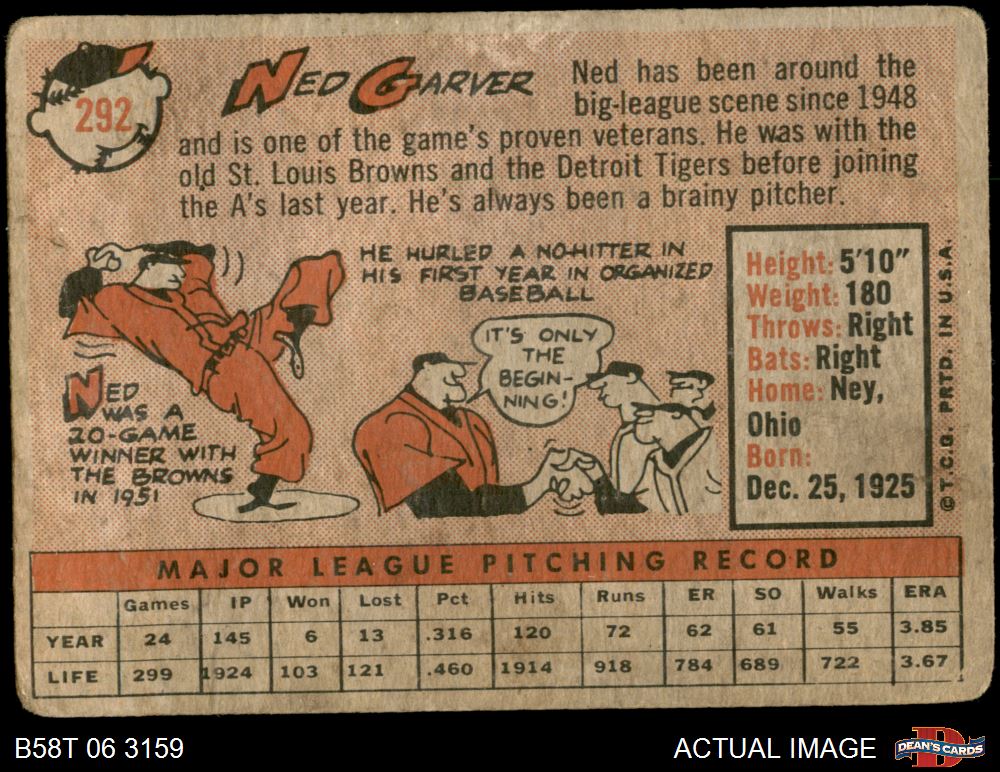 292
NED GARVER
Ned has been around the
big-league scene since 1948
and is one of the game's proven veterans. He was with the
old St. Louis Browns and the Detroit Tigers before joining
the A's last year. He's always been a brainy pitcher.
HE HURLED A NO-HITTER IN
HIS FIRST YEAR IN ORGANIZED
BASEBALL
IT'S ONLY
THE
BEGIN-
NING!
NED
WAS A
20-GAME
WINNER WITH
THE BROWNS
IN 1951
Height: 5'10"
Weight: 180
Throws: Right
Bats: Right
Home: Ney,
Ohio
Born:
Dec. 25, 1925
© T.C.G. PRTD. IN U.S.A.
MAJOR LEAGUE PITCHING RECORD
Games IP Won Lost Pct Hits Runs ER SO Walks ERA
YEAR 24 145 6 13 .316 120 72 62 61 55 3.85
LIFE 299 1924 103 121 .460 1914 918 784 689 722 3.67
B58T 06 3159
ACTUAL IMAGE
DEAN'S CARDS